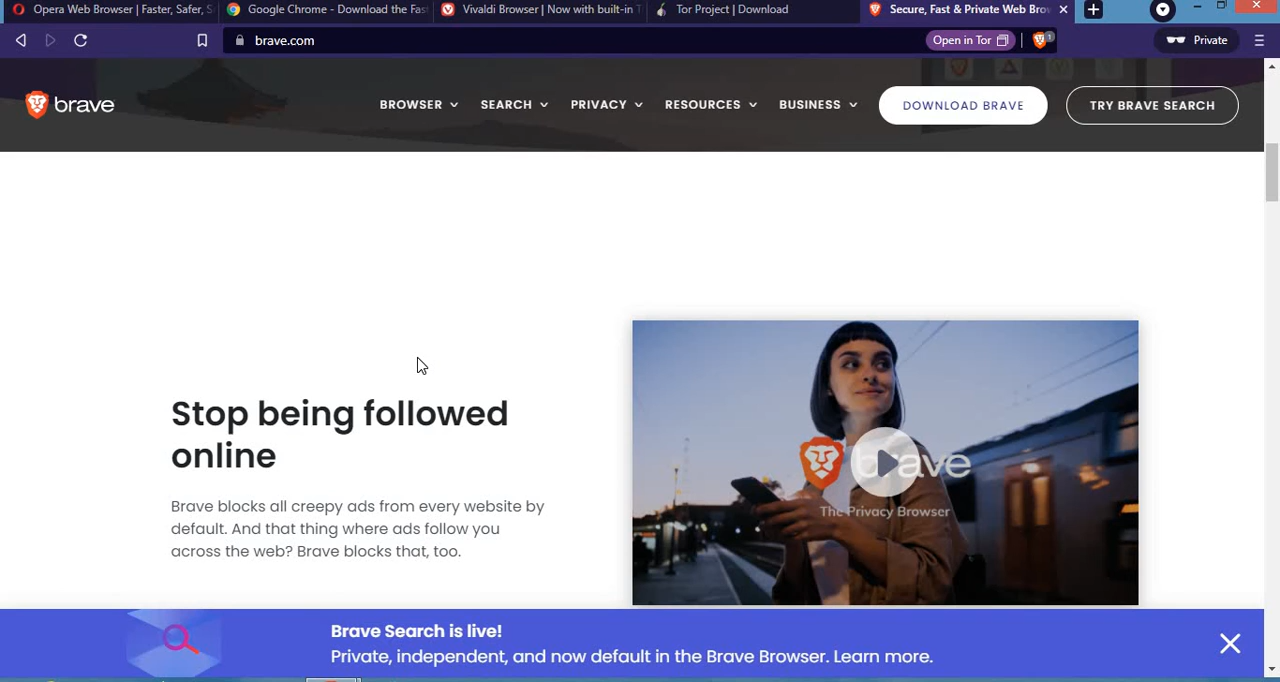 Opera Web Browser | Faster, Safer, S
Google Chrome - Download the Fas
Vivaldi Browser | Now with built-in T
Tor Project | Download
Secure, Fast & Private Web Brow
brave.com
Open in Tor
1
Private
brave
BROWSER
SEARCH
PRIVACY
RESOURCES
BUSINESS
DOWNLOAD BRAVE
TRY BRAVE SEARCH
Stop being followed
online
Brave blocks all creepy ads from every website by
default. And that thing where ads follow you
across the web? Brave blocks that, too.
brave
The Privacy Browser
Brave Search is live!
Private, independent, and now default in the Brave Browser. Learn more.